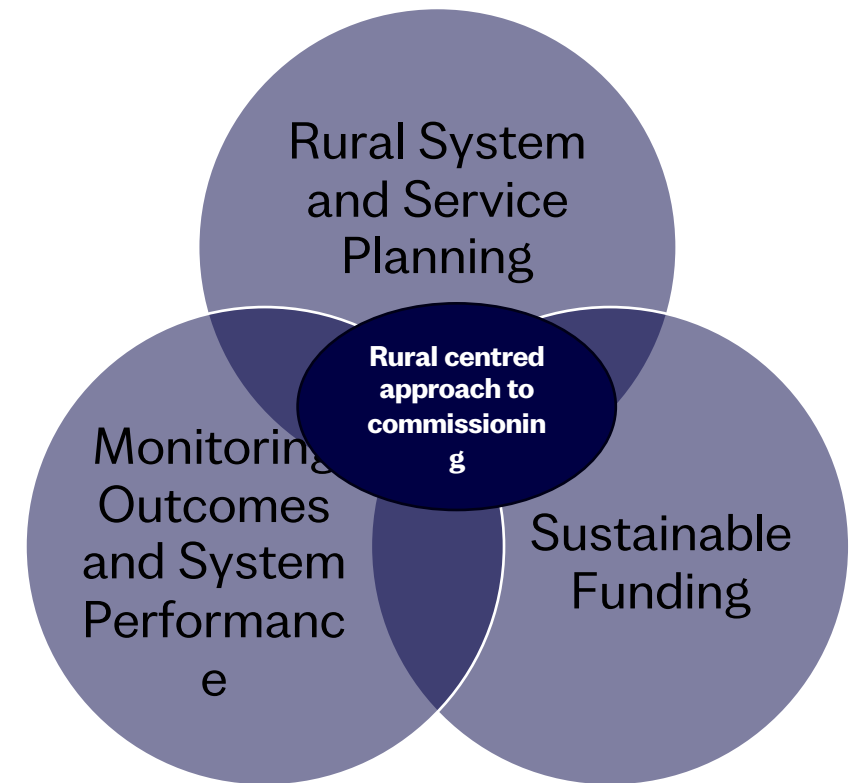 Rural System
and Service
Planning
Rural centred
approach to
commissionin
g
Monitoring
Outcomes
and System
Performanc
e
Sustainable
Funding